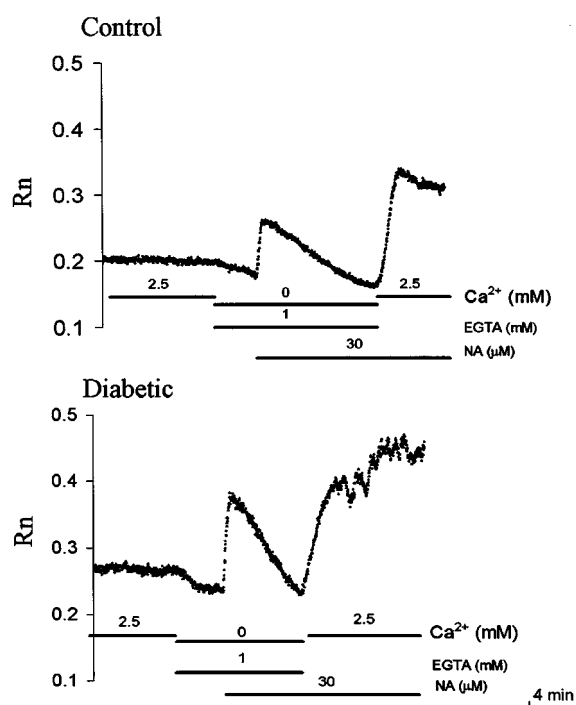 Control
0.5
0.4
0.3
0.2
0.1
Rn
2.5 0 2.5 Ca²⁺ (mM)
1 EGTA (mM)
30 NA (μM)
Diabetic
0.5
0.4
0.3
0.2
0.1
Rn
2.5 0 2.5 Ca²⁺ (mM)
1 EGTA (mM)
30 NA (μM)
4 min